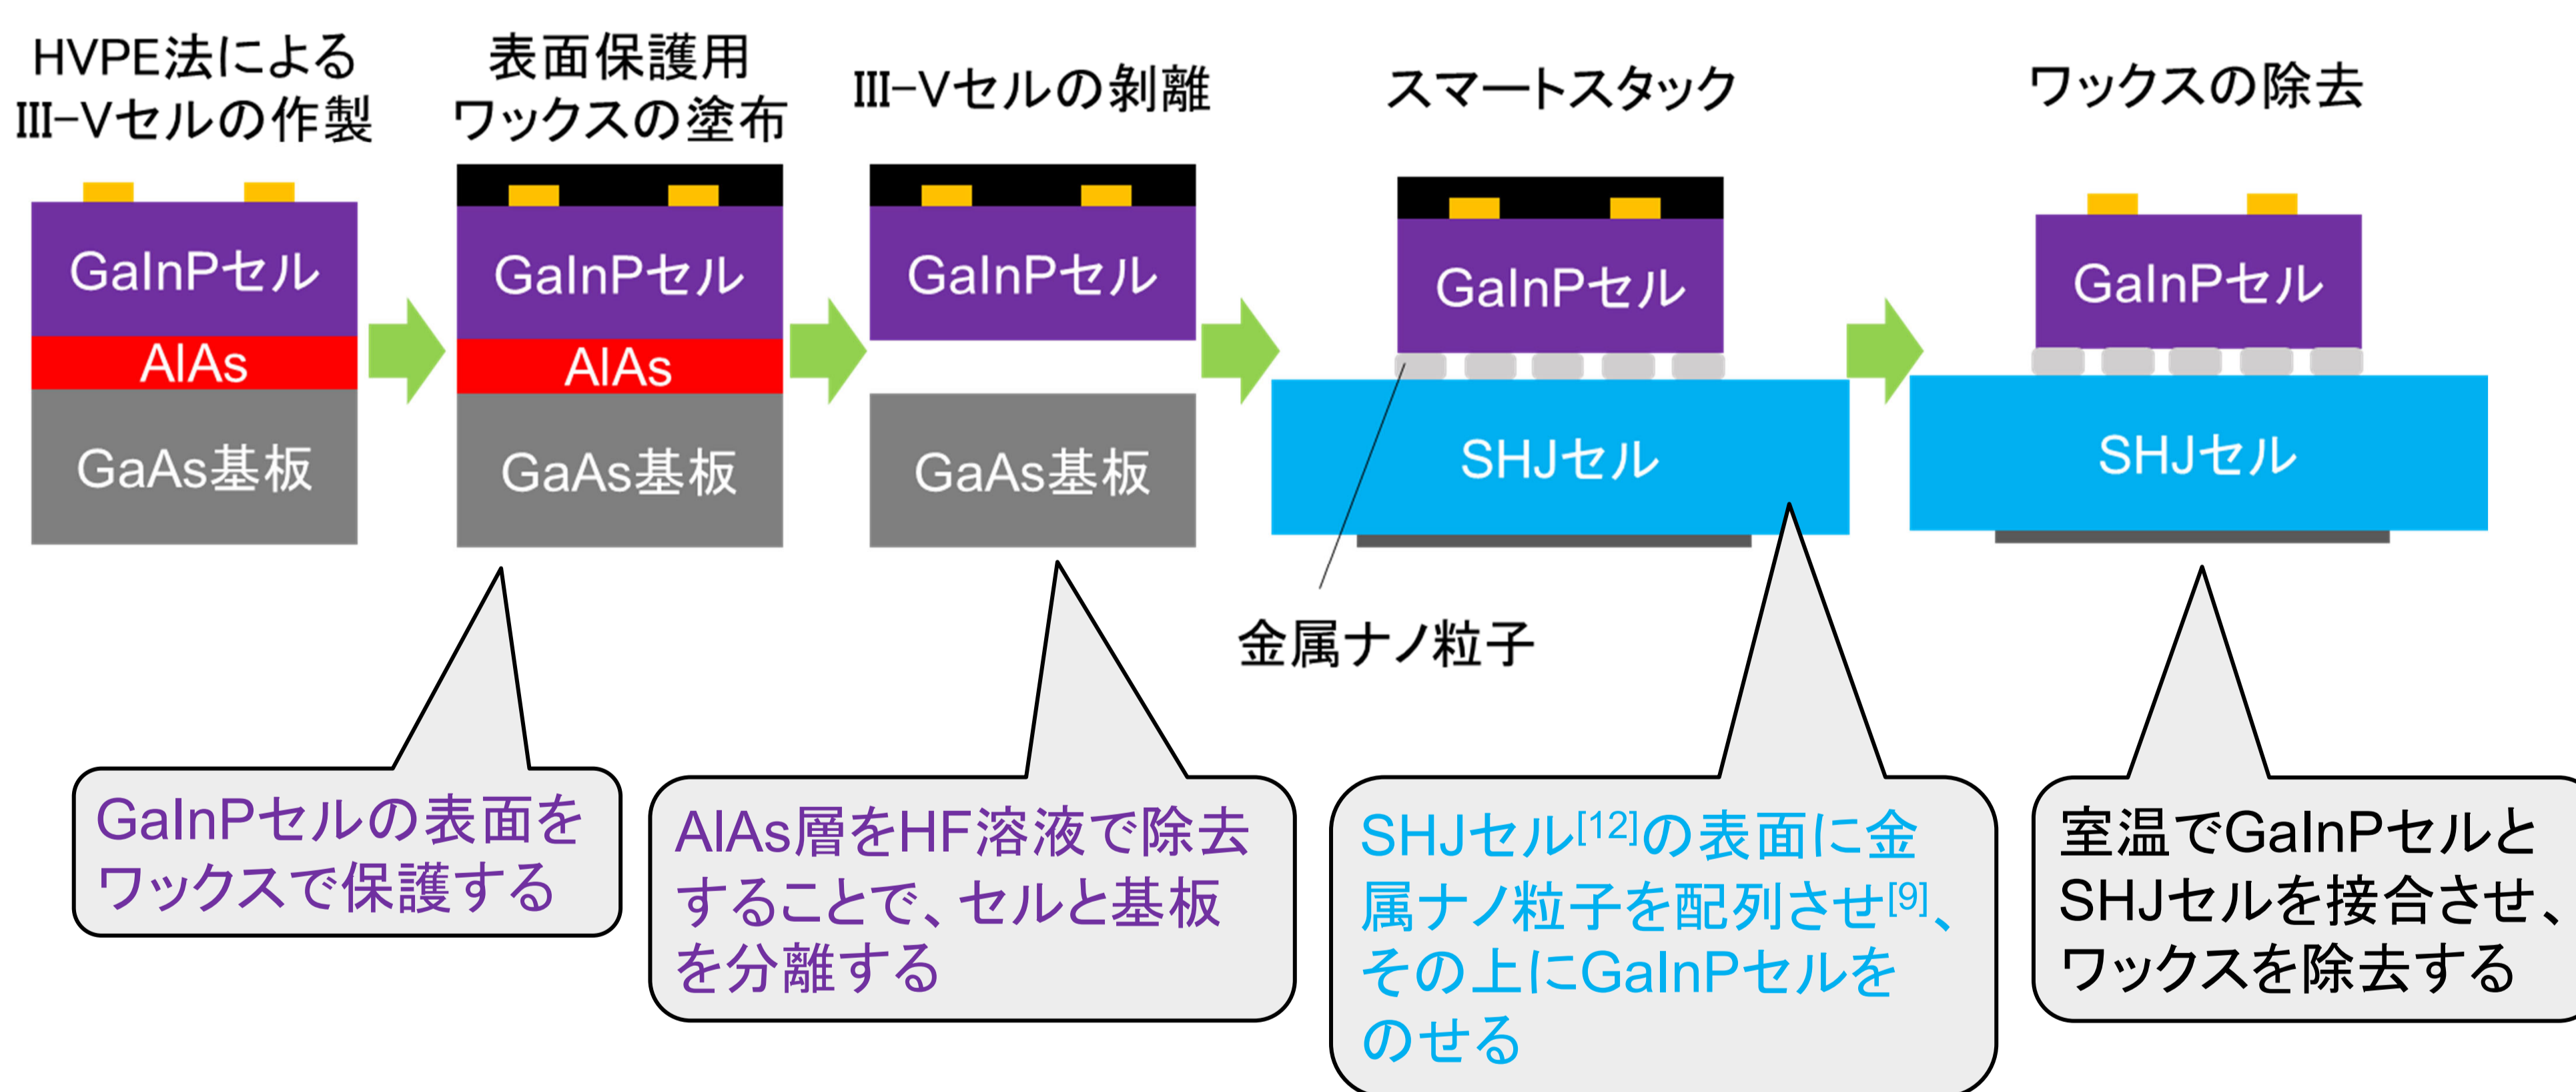 HVPE法による
III-Vセルの作製
表面保護用
ワックスの塗布
III-Vセルの剝離
スマートスタック
ワックスの除去
GaInPセル
AlAs
GaAs基板
GaInPセル
AlAs
GaAs基板
GaInPセル
GaAs基板
GaInPセル
SHJセル
金属ナノ粒子
GaInPセル
SHJセル
GaInPセルの表面を
ワックスで保護する
AlAs層をHF溶液で除去
することで、セルと基板
を分離する
SHJセル[12]の表面に金
属ナノ粒子を配列させ[9]、
その上にGaInPセルを
のせる
室温でGaInPセルと
SHJセルを接合させ、
ワックスを除去する